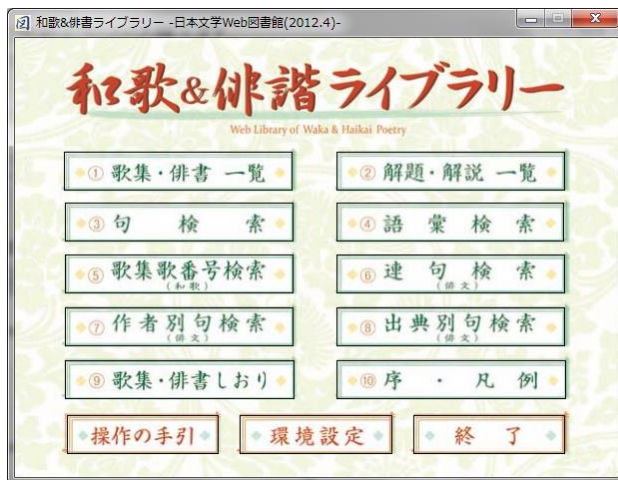 和歌&俳書ライブラリー -日本文学Web図書館(2012.4)-
和歌&俳諧ライブラリー
Web Library of Waka & Haikai Poetry
① 歌集・俳書 一覧
② 解題・解説 一覧
③ 句 検 索
④ 語 彙 検 索
⑤ 歌集歌番号検索
(和歌)
⑥ 連 句 検 索
(俳文)
⑦ 作者別句検索
(俳文)
⑧ 出典別句検索
(俳文)
⑨ 歌集・俳書しおり
⑩ 序 ・ 凡 例
操作の手引
環境設定
終 了